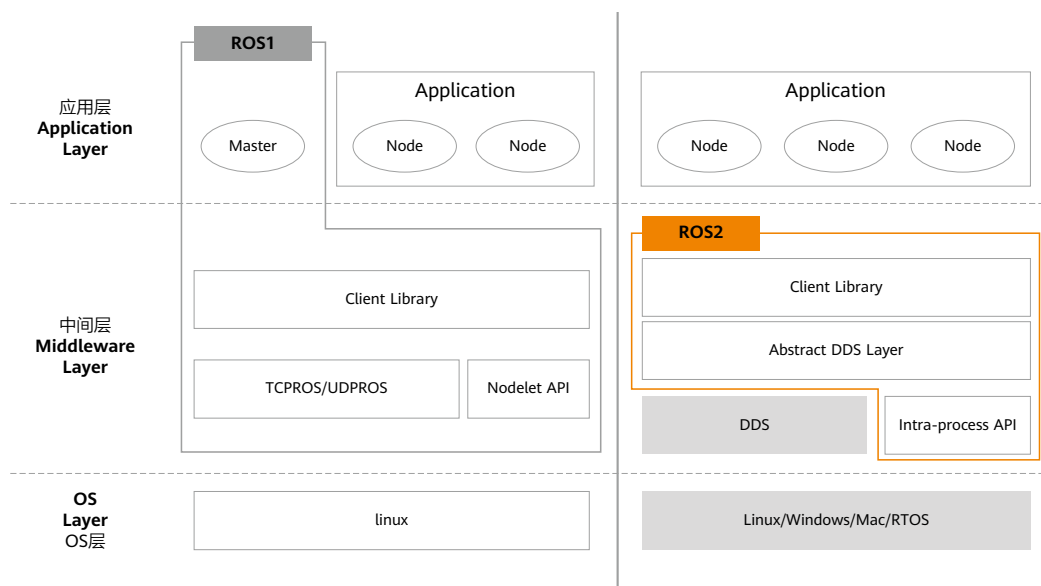 ROS1
应用层
Application
Layer
Master
Application
Node
Node
Application
Node
Node
Node
中间层
Middleware
Layer
Client Library
TCPROS/UDPROS
Nodelet API
ROS2
Client Library
Abstract DDS Layer
DDS
Intra-process API
OS
Layer
OS层
linux
Linux/Windows/Mac/RTOS